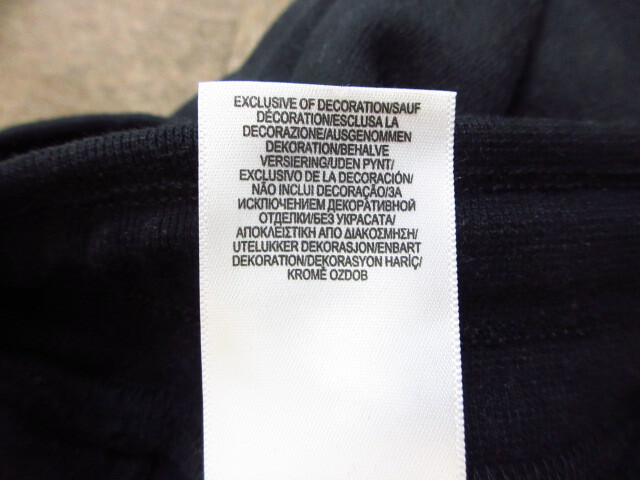 EXCLUSIVE OF DECORATION/SAUF
DÉCORATION/ESCLUSA LA
DECORAZIONE/AUSGENOMMEN
DEKORATION/BEHALVE
VERSIERING/UDEN PYNT/
EXCLUSIVO DE LA DECORACIÓN/
NÃO INCLUI DECORAÇÃO/ЗА
ИСКЛЮЧЕНИЕМ ДЕКОРАТИВНОЙ
ОТДЕЛКИ/БЕЗ УКРАСАТА/
ΑΠΟΚΛΕΙΣΤΙΚΗ ΑΠΟ ΔΙΑΚΟΣΜΗΣΗ/
UTELUKKER DEKORASJON/ENBART
DEKORATION/DEKORASYON HARİÇ/
KROMĚ OZDOB